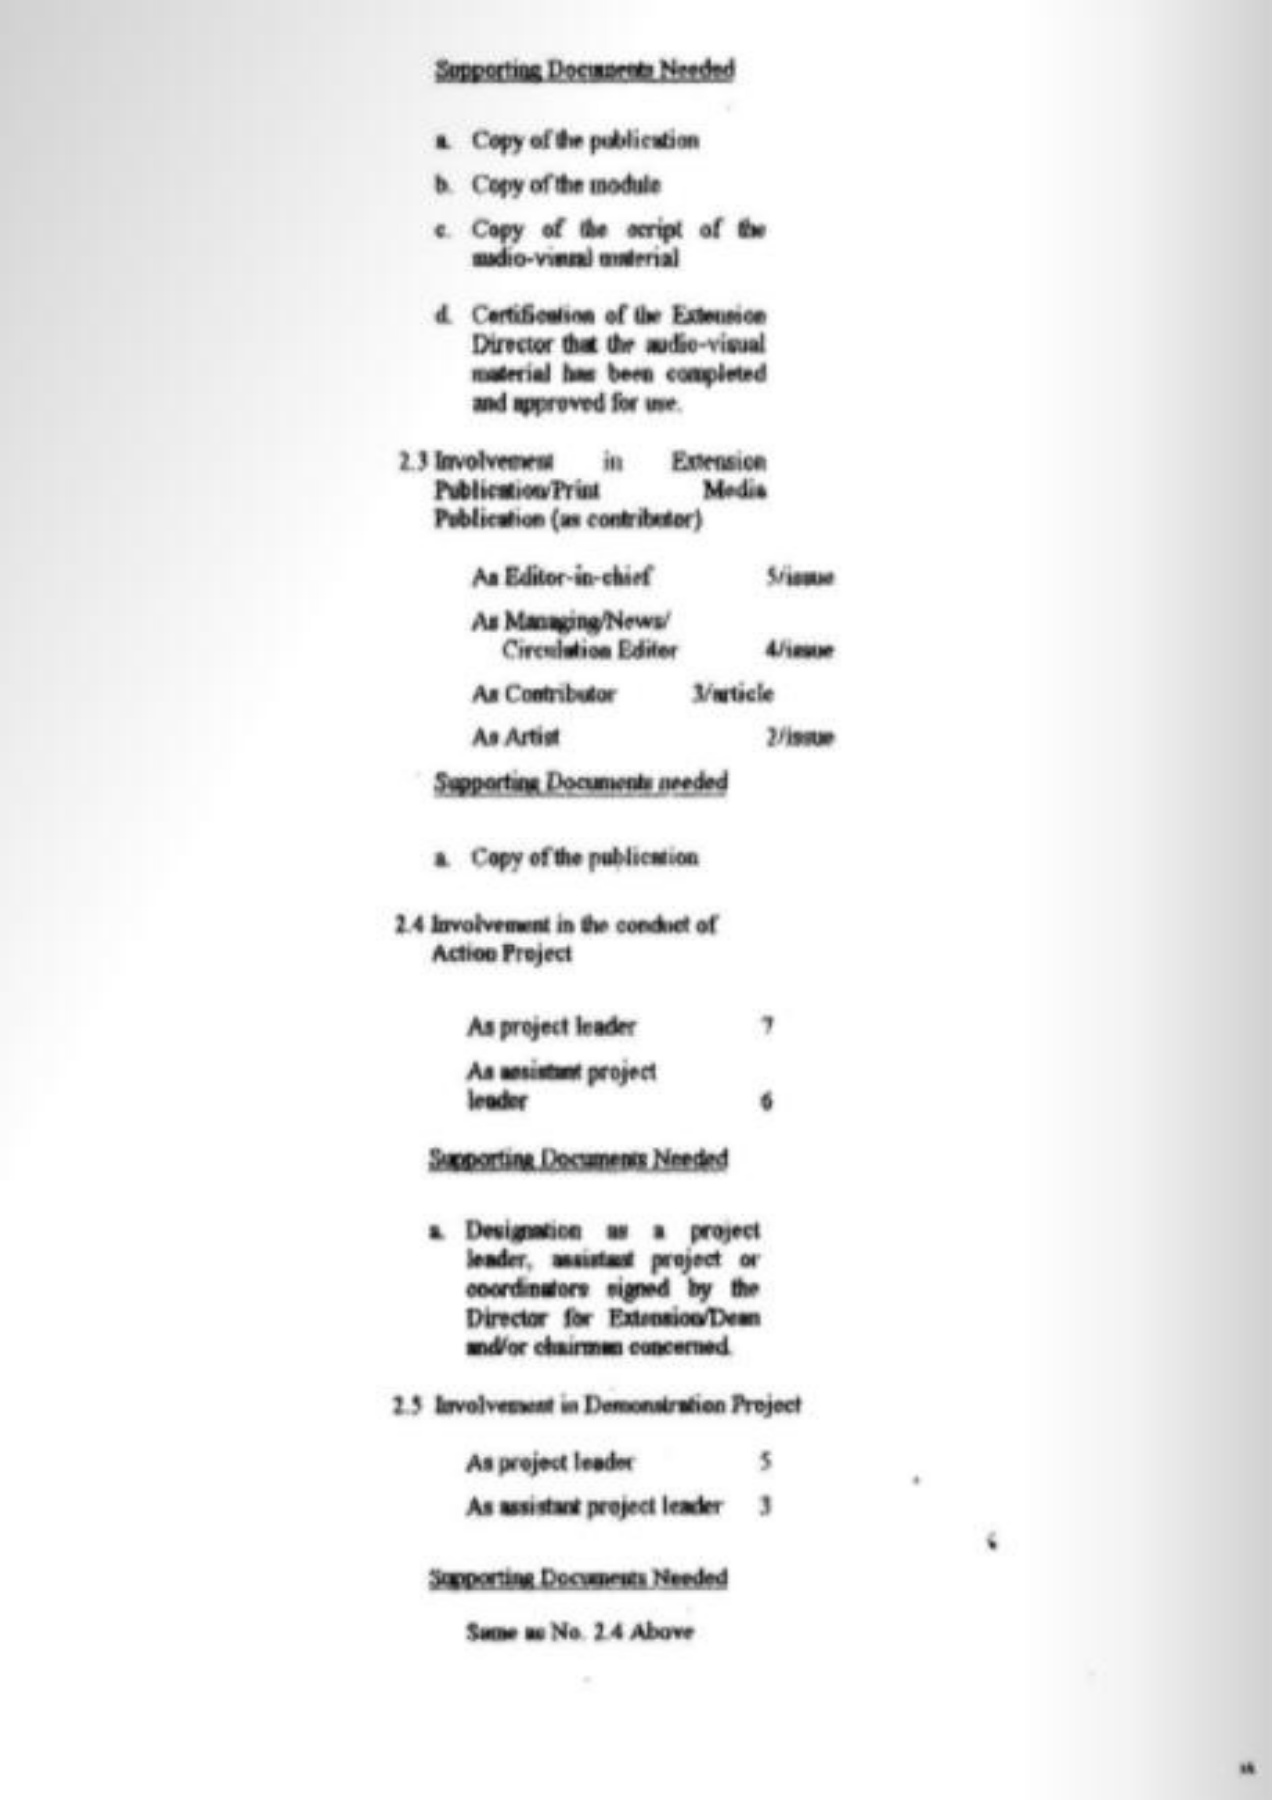 Supporting Documents Needed
a. Copy of the publication
b. Copy of the module
c. Copy of the script of the
audio-visual material
d. Certification of the Extension
Director that the audio-visual
material has been completed
and approved for use.
2.3 Involvement in Extension
Publication/Print Media
Publication (as contributor)
As Editor-in-chief 5/issue
As Managing/News/
Circulation Editor 4/issue
As Contributor 3/article
As Artist 2/issue
Supporting Documents needed
a. Copy of the publication
2.4 Involvement in the conduct of
Action Project
As project leader 7
As assistant project
leader 6
Supporting Documents Needed
a. Designation as a project
leader, assistant project or
coordinators signed by the
Director for Extension/Dean
and/or chairman concerned.
2.5 Involvement in Demonstration Project
As project leader 5
As assistant project leader 3
Supporting Documents Needed
Same as No. 2.4 Above